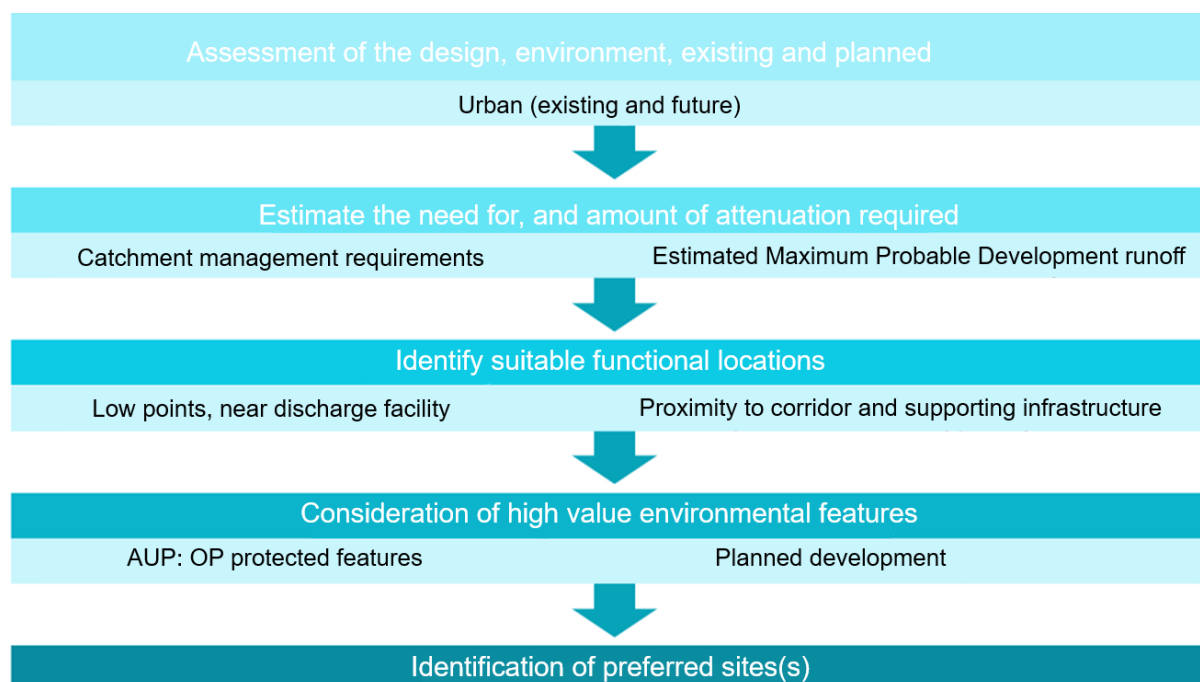 Assessment of the design, environment, existing and planned
Urban (existing and future)
Estimate the need for, and amount of attenuation required
Catchment management requirements
Estimated Maximum Probable Development runoff
Identify suitable functional locations
Low points, near discharge facility
Proximity to corridor and supporting infrastructure
Consideration of high value environmental features
AUP: OP protected features
Planned development
Identification of preferred sites(s)